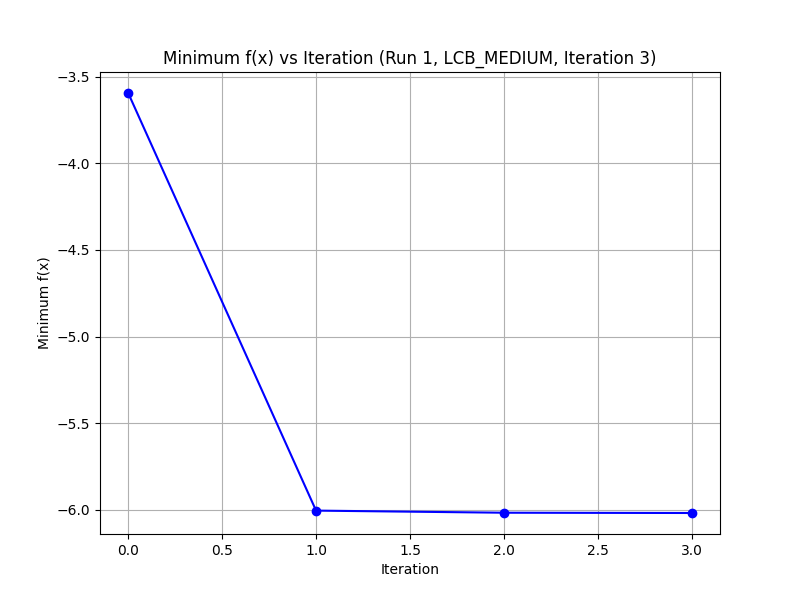 Minimum f(x) vs Iteration (Run 1, LCB_MEDIUM, Iteration 3)
Minimum f(x)
−3.5
−4.0
−4.5
−5.0
−5.5
−6.0
0.0 0.5 1.0 1.5 2.0 2.5 3.0
Iteration